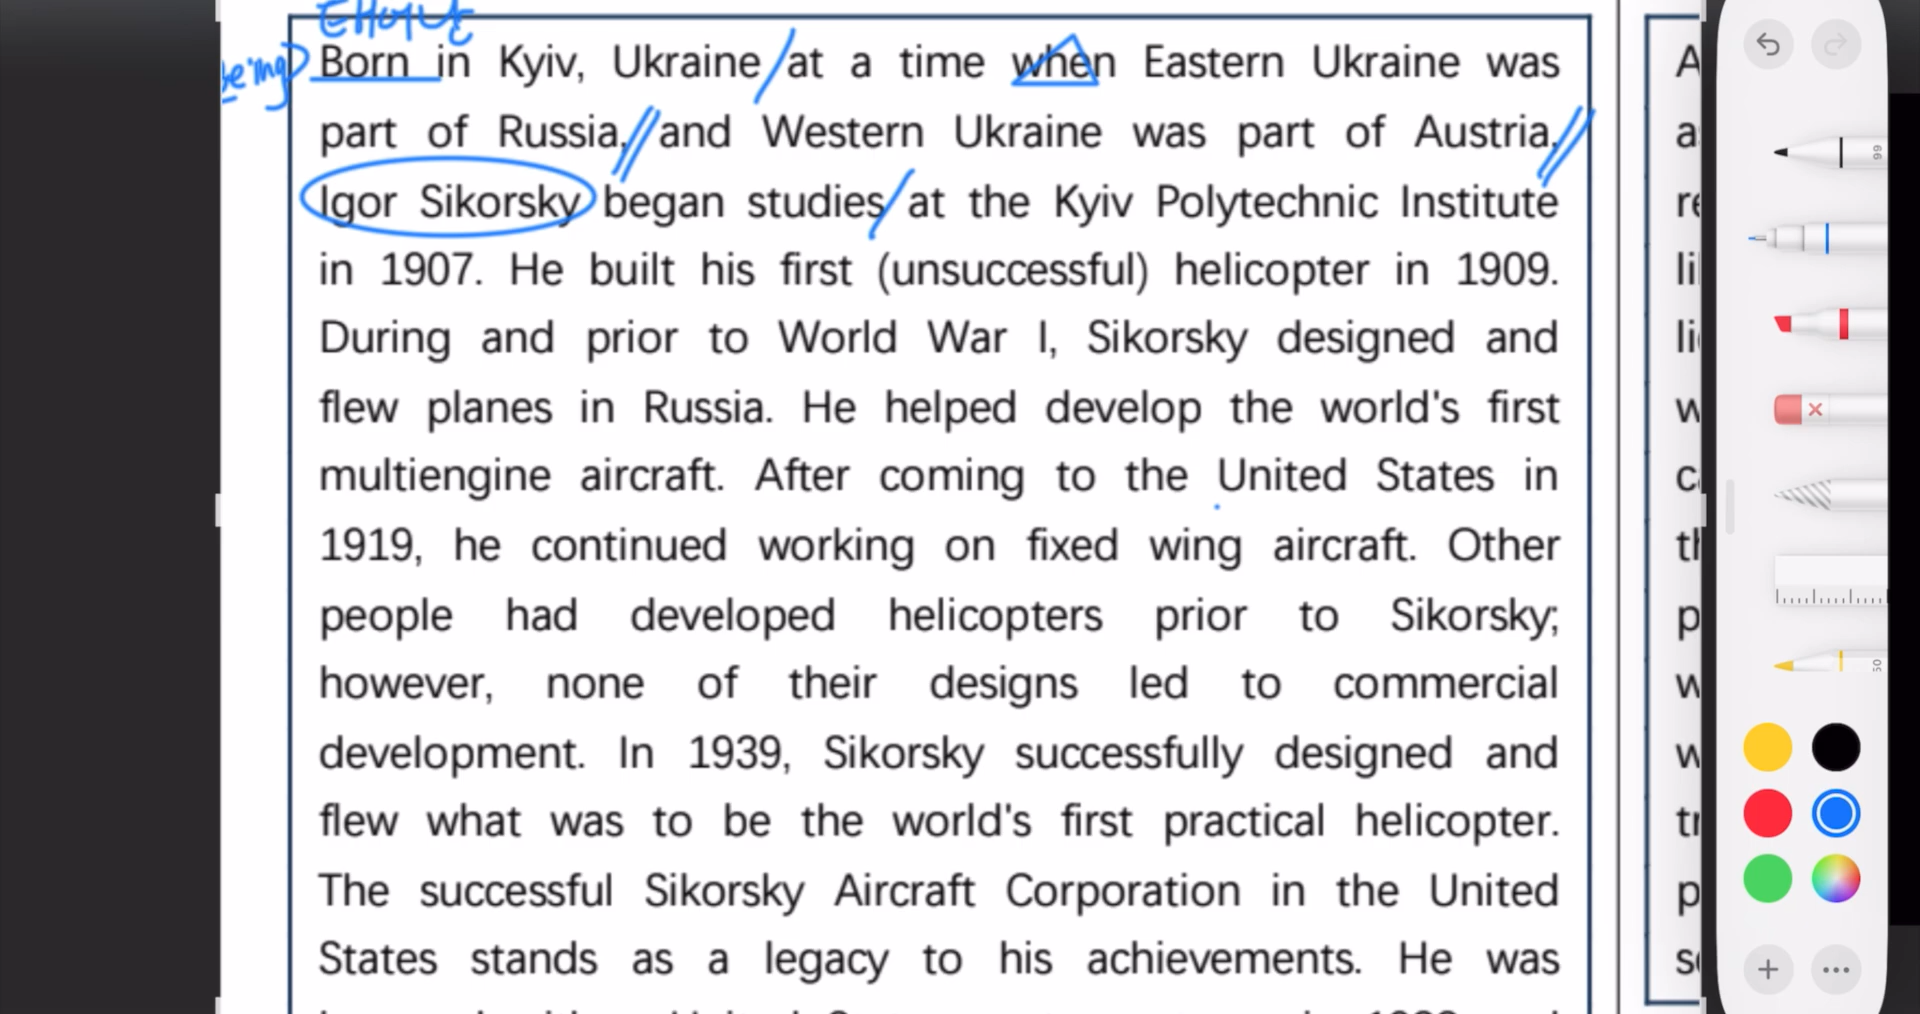 Born in Kyiv, Ukraine at a time when Eastern Ukraine was
being
part of Russia, and Western Ukraine was part of Austria,
Igor Sikorsky began studies at the Kyiv Polytechnic Institute
in 1907. He built his first (unsuccessful) helicopter in 1909.
During and prior to World War I, Sikorsky designed and
flew planes in Russia. He helped develop the world's first
multiengine aircraft. After coming to the United States in
1919, he continued working on fixed wing aircraft. Other
people had developed helicopters prior to Sikorsky;
however, none of their designs led to commercial
development. In 1939, Sikorsky successfully designed and
flew what was to be the world's first practical helicopter.
The successful Sikorsky Aircraft Corporation in the United
States stands as a legacy to his achievements. He was